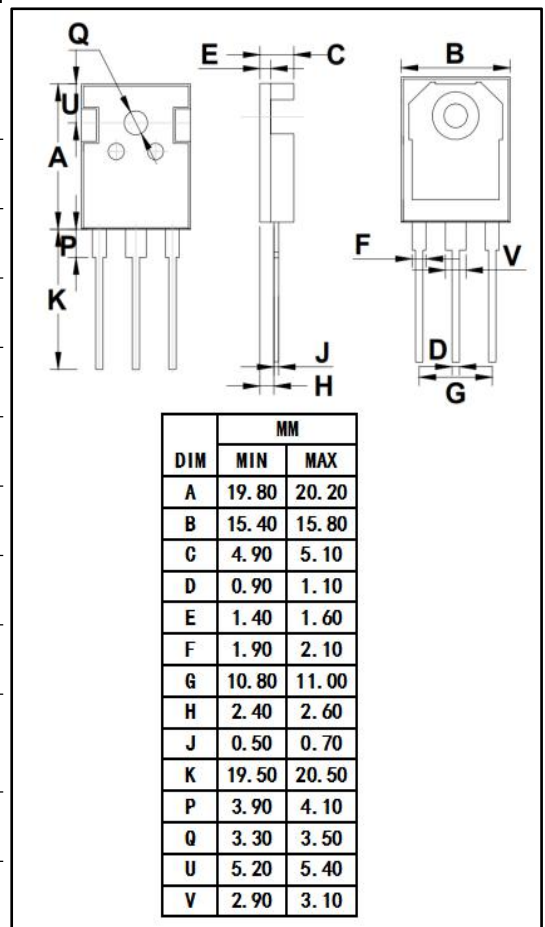 Q
E
C
B
U
A
P
K
F
V
J
H
D
G
MM
DIM MIN MAX
A 19.80 20.20
B 15.40 15.80
C 4.90 5.10
D 0.90 1.10
E 1.40 1.60
F 1.90 2.10
G 10.80 11.00
H 2.40 2.60
J 0.50 0.70
K 19.50 20.50
P 3.90 4.10
Q 3.30 3.50
U 5.20 5.40
V 2.90 3.10